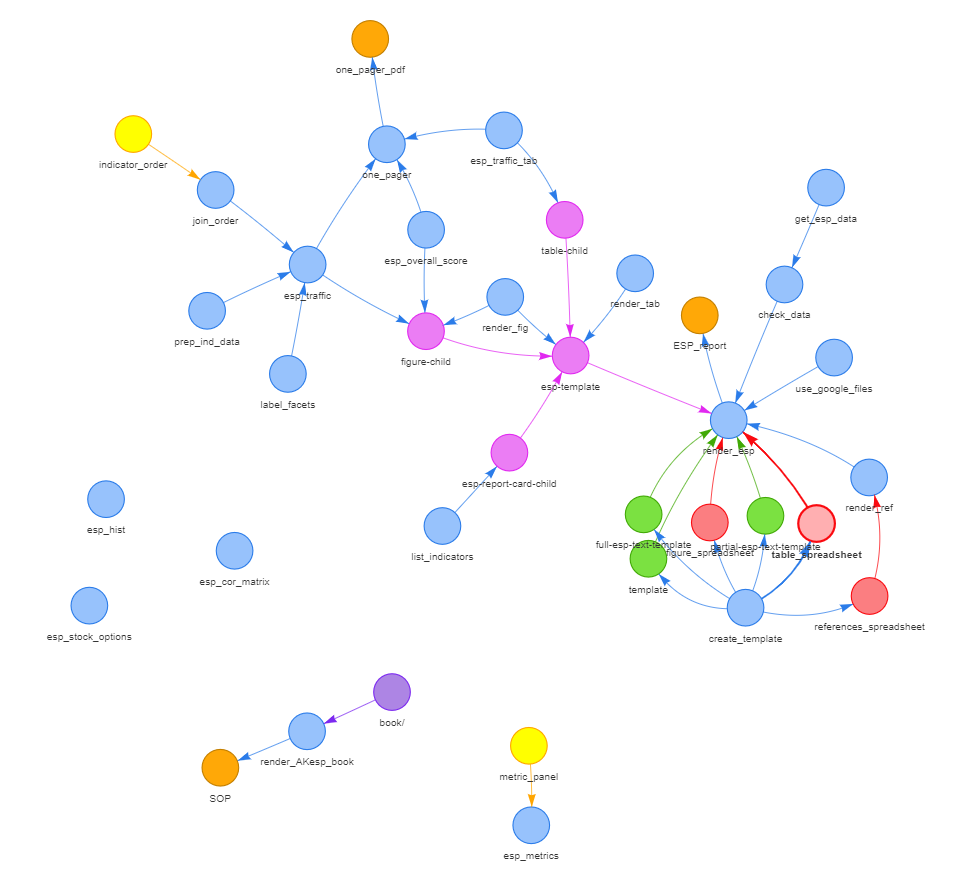 one_pager_pdf
indicator_order
one_pager
esp_traffic_tab
join_order
get_esp_data
table-child
esp_overall_score
esp_traffic
render_tab
check_data
render_fig
prep_ind_data
ESP_report
figure-child
esp-template
use_google_files
label_facets
render_esp
esp-report-card-child
render_ref
esp_hist
list_indicators
full-esp-text-template
figure_spreadsheet
partial-esp-text-template
table_spreadsheet
esp_cor_matrix
template
references_spreadsheet
esp_stock_options
create_template
book/
render_AKesp_book
metric_panel
SOP
esp_metrics